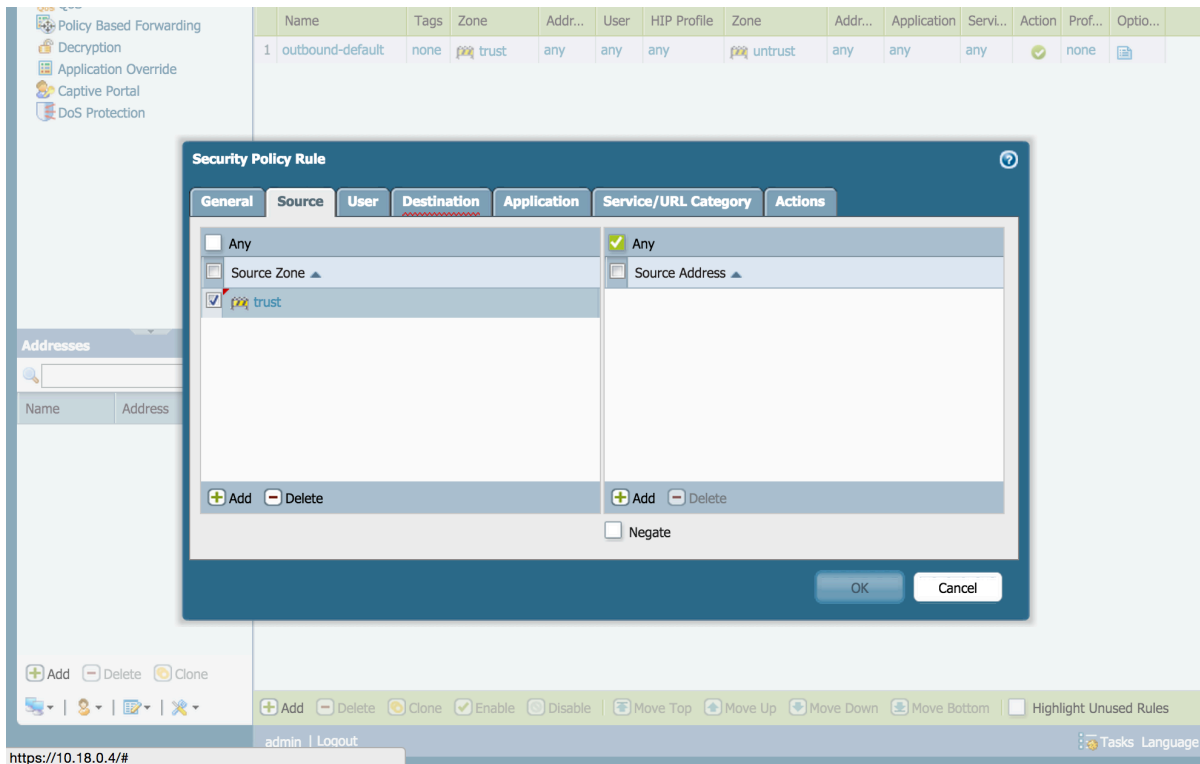 QoS
Policy Based Forwarding
Decryption
Application Override
Captive Portal
DoS Protection
Name Tags Zone Addr... User HIP Profile Zone Addr... Application Servi... Action Prof... Optio...
1 outbound-default none trust any any any untrust any any any none
Security Policy Rule
General Source User Destination Application Service/URL Category Actions
Any Any
Source Zone Source Address
trust
Add Delete Add Delete
Negate
OK Cancel
Addresses
Name Address
Add Delete Clone
Add Delete Clone Enable Disable Move Top Move Up Move Down Move Bottom Highlight Unused Rules
admin | Logout Tasks Language
https://10.18.0.4/#